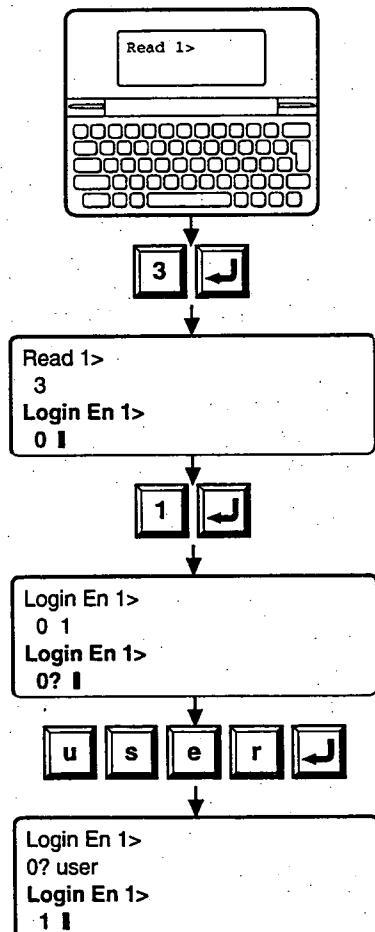 Read 1>
3
Read 1>
3
Login En 1>
0
1
Login En 1>
0 1
Login En 1>
0?
u s e r
Login En 1>
0? user
Login En 1>
1